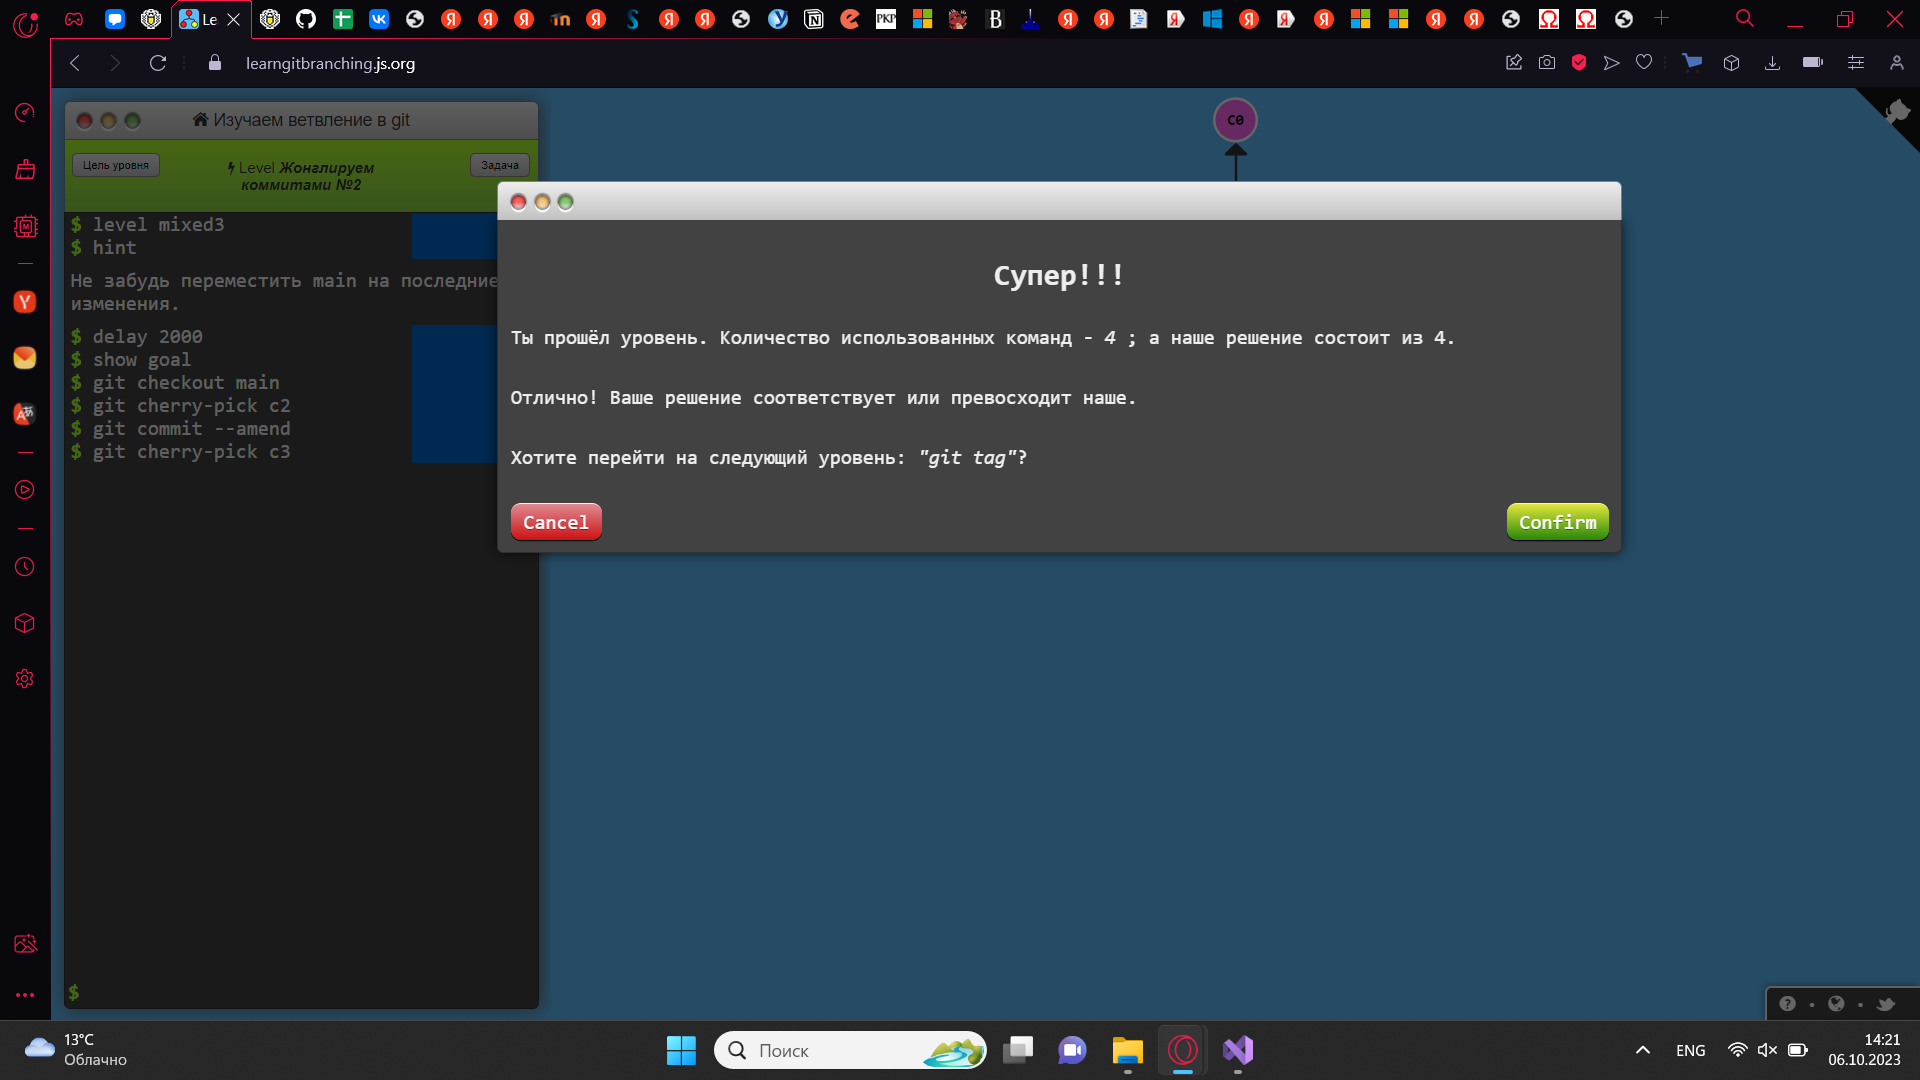 Le
learngitbranching.js.org
Изучаем ветвление в git
Цель уровня
Level Жонглируем
коммитами №2
Задача
$ level mixed3
$ hint
Не забудь переместить main на последние
изменения.
$ delay 2000
$ show goal
$ git checkout main
$ git cherry-pick c2
$ git commit --amend
$ git cherry-pick c3
$
C0
Супер!!!
Ты прошёл уровень. Количество использованных команд - 4 ; а наше решение состоит из 4.
Отлично! Ваше решение соответствует или превосходит наше.
Хотите перейти на следующий уровень: "git tag"?
Cancel
Confirm
13°C
Облачно
Поиск
ENG
14:21
06.10.2023